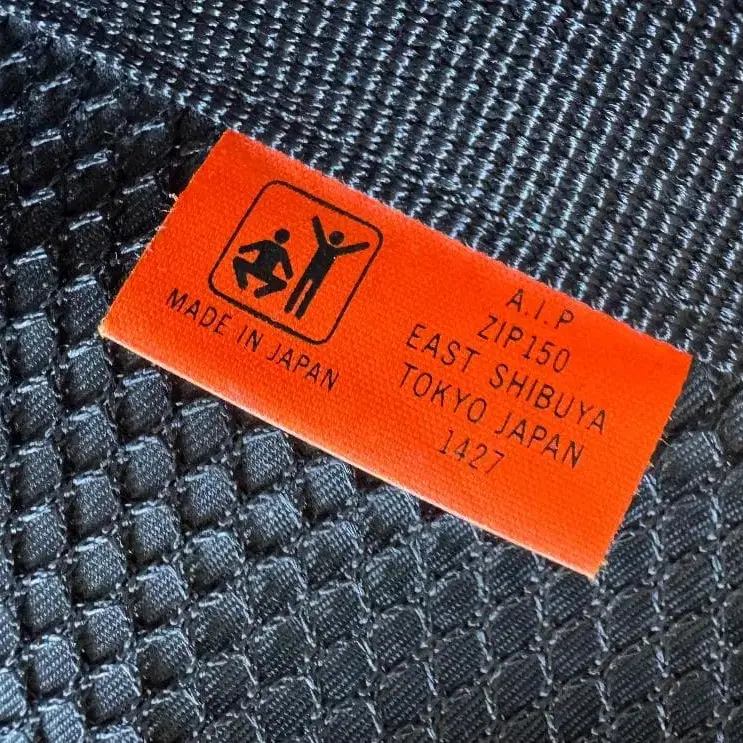 MADE IN JAPAN
A.I.P
ZIP150
EAST SHIBUYA
TOKYO JAPAN
1427